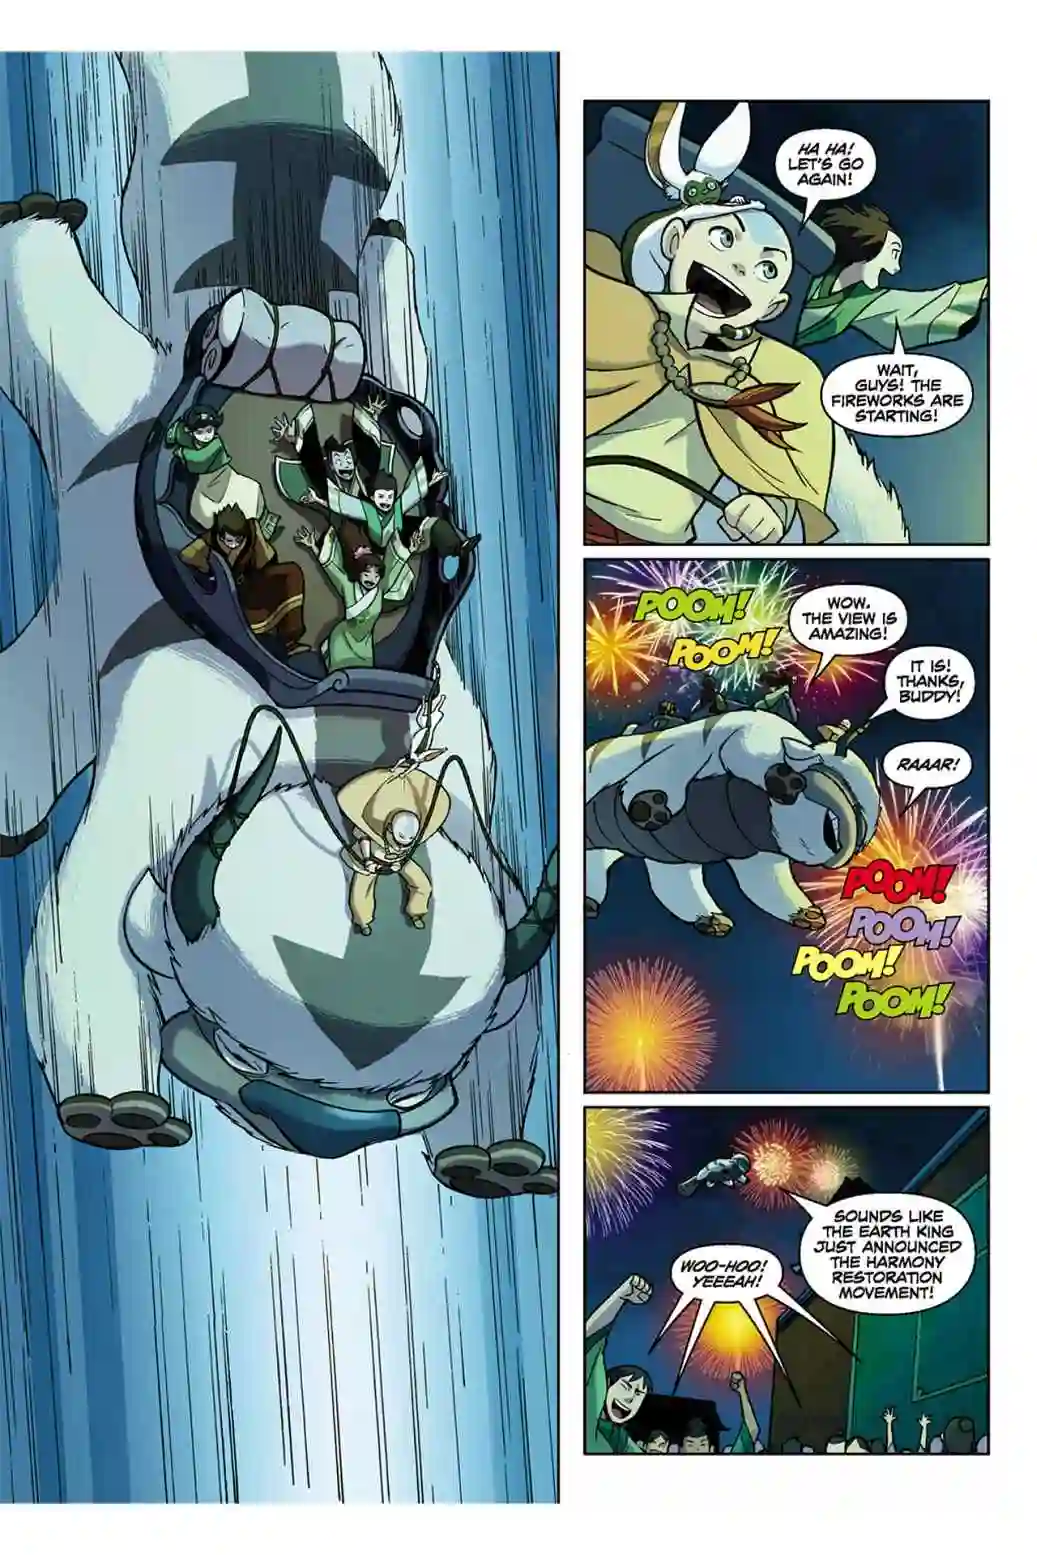 HA HA!
LET'S GO
AGAIN!
WAIT,
GUYS! THE
FIREWORKS ARE
STARTING!
POOM!
POOM!
WOW.
THE VIEW IS
AMAZING!
IT IS!
THANKS,
BUDDY!
RAAAR!
POOM!
POOM!
POOM!
POOM!
SOUNDS LIKE
THE EARTH KING
JUST ANNOUNCED
THE HARMONY
RESTORATION
MOVEMENT!
WOO-HOO!
YEEEAH!